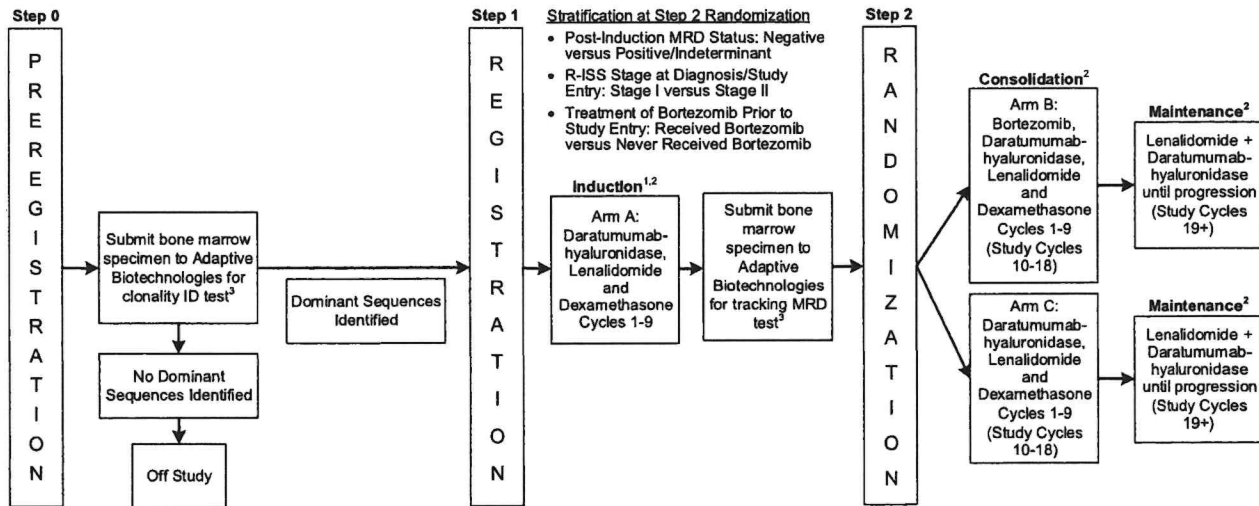 Step 0
P
R
E
R
E
G
I
S
T
R
A
T
I
O
N
Submit bone marrow
specimen to Adaptive
Biotechnologies for
clonality ID test³
No Dominant
Sequences Identified
Off Study
Dominant Sequences
Identified
Step 1
R
E
G
I
S
T
R
A
T
I
O
N
Stratification at Step 2 Randomization
• Post-Induction MRD Status: Negative
versus Positive/Indeterminant
• R-ISS Stage at Diagnosis/Study
Entry: Stage I versus Stage II
• Treatment of Bortezomib Prior to
Study Entry: Received Bortezomib
versus Never Received Bortezomib
Induction¹,²
Arm A:
Daratumumab-
hyaluronidase,
Lenalidomide
and
Dexamethasone
Cycles 1-9
Submit bone
marrow
specimen to
Adaptive
Biotechnologies
for tracking MRD
test³
Step 2
R
A
N
D
O
M
I
Z
A
T
I
O
N
Consolidation²
Arm B:
Bortezomib,
Daratumumab-
hyaluronidase,
Lenalidomide
and
Dexamethasone
Cycles 1-9
(Study Cycles
10-18)
Maintenance²
Lenalidomide +
Daratumumab-
hyaluronidase
until progression
(Study Cycles
19+)
Arm C:
Daratumumab-
hyaluronidase,
Lenalidomide
and
Dexamethasone
Cycles 1-9
(Study Cycles
10-18)
Maintenance²
Lenalidomide +
Daratumumab-
hyaluronidase
until progression
(Study Cycles
19+)